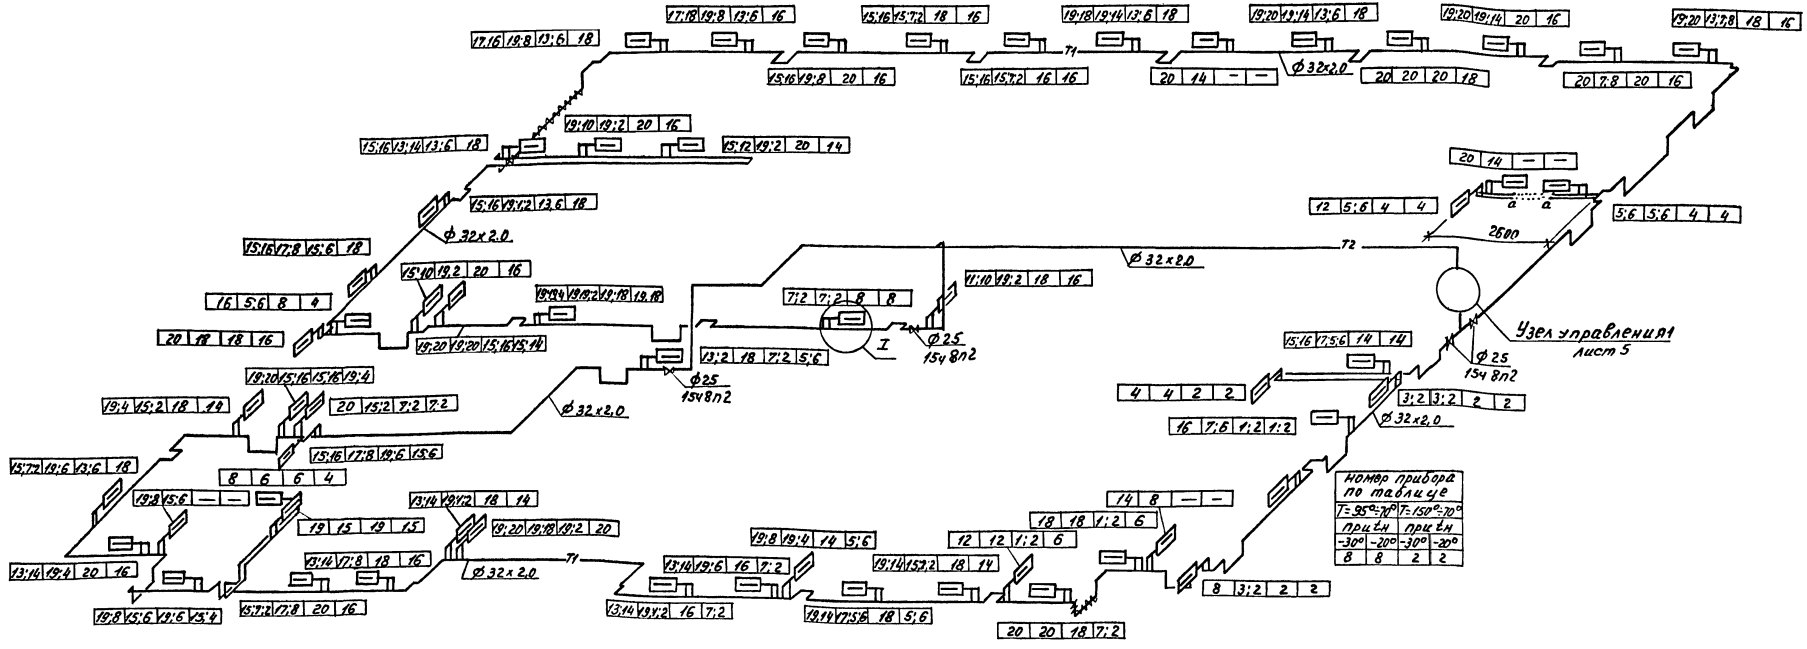 17;18 19;8 13;6 16
15;16 15;7;2 18 16
19;18 19;14 13;6 18
19;20 13;14 13;6 18
19;20 19;14 20 16
19;20 13;7;8 18 16
17;16 19;8 13;6 18
T1
15;16 19;8 20 16
15;16 15;7;2 16 16
20 14 — —
Ø 32×2,0
20 20 20 18
20 7;8 20 16
19;10 19;2 20 16
15;16 13;14 13;6 18
15;12 19;2 20 14
20 14 — —
15;16 19;1;2 13;6 18
12 5;6 4 4
а а
5;6 5;6 4 4
Ø 32×2.0
2600
15;16 17;8 15;6 18
T2
Ø 32×2,0
15;10 19;2 20 16
11;10 19;2 18 16
16 5;6 8 4
7;2 7;2 8 8
20 18 18 16
19;20 19;20 15;16 15;14
I
Ø 25
15ч 8п2
Узел управления 1
лист 5
13;2 18 7;2 5;6
15;16 17;5;6 14 14
Ø 25
15ч 8п2
Ø 25
15ч 8п2
19;20 15;16 15;16 19;4
4 4 2 2
3;2 3;2 2 2
19;4 15;2 18 14
20 15;2 7;2 7;2
Ø 32×2,0
Ø 32×2,0
16 7;6 1;2 1;2
15;16 17;8 19;6 15;6
15;7;2 19;6 13;6 18
8 6 6 4
номер прибора
по таблице
T=95°÷70° T=150°÷70°
при tн при tн
-30° -20° -30° -20°
8 8 2 2
19;8 15;6 — —
13;14 19;1;2 18 14
14 8 — —
19 15 19 15
19;20 19;18 19;2 20
18 18 1;2 6
19;8 19;4 14 5;6
12 12 1;2 6
13;14 19;4 20 16
13;14 17;8 18 16
Ø 32×2,0
T1
13;14 19;6 16 7;2
19;14 15;7;2 18 14
8 3;2 2 2
19;8 15;6 19;6 15;4
15;7;2 17;8 20 16
13;14 19;1;2 16 7;2
19;14 17;5;6 18 5;6
20 20 18 7;2